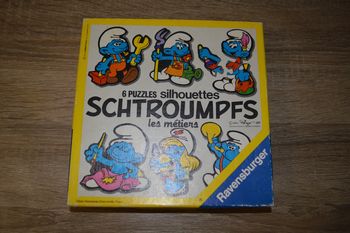 6 PUZZLES silhouettes
SCHTROUMPFS
les métiers
Ravensburger